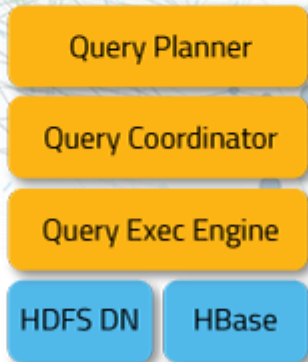 Query Planner
Query Coordinator
Query Exec Engine
HDFS DN HBase